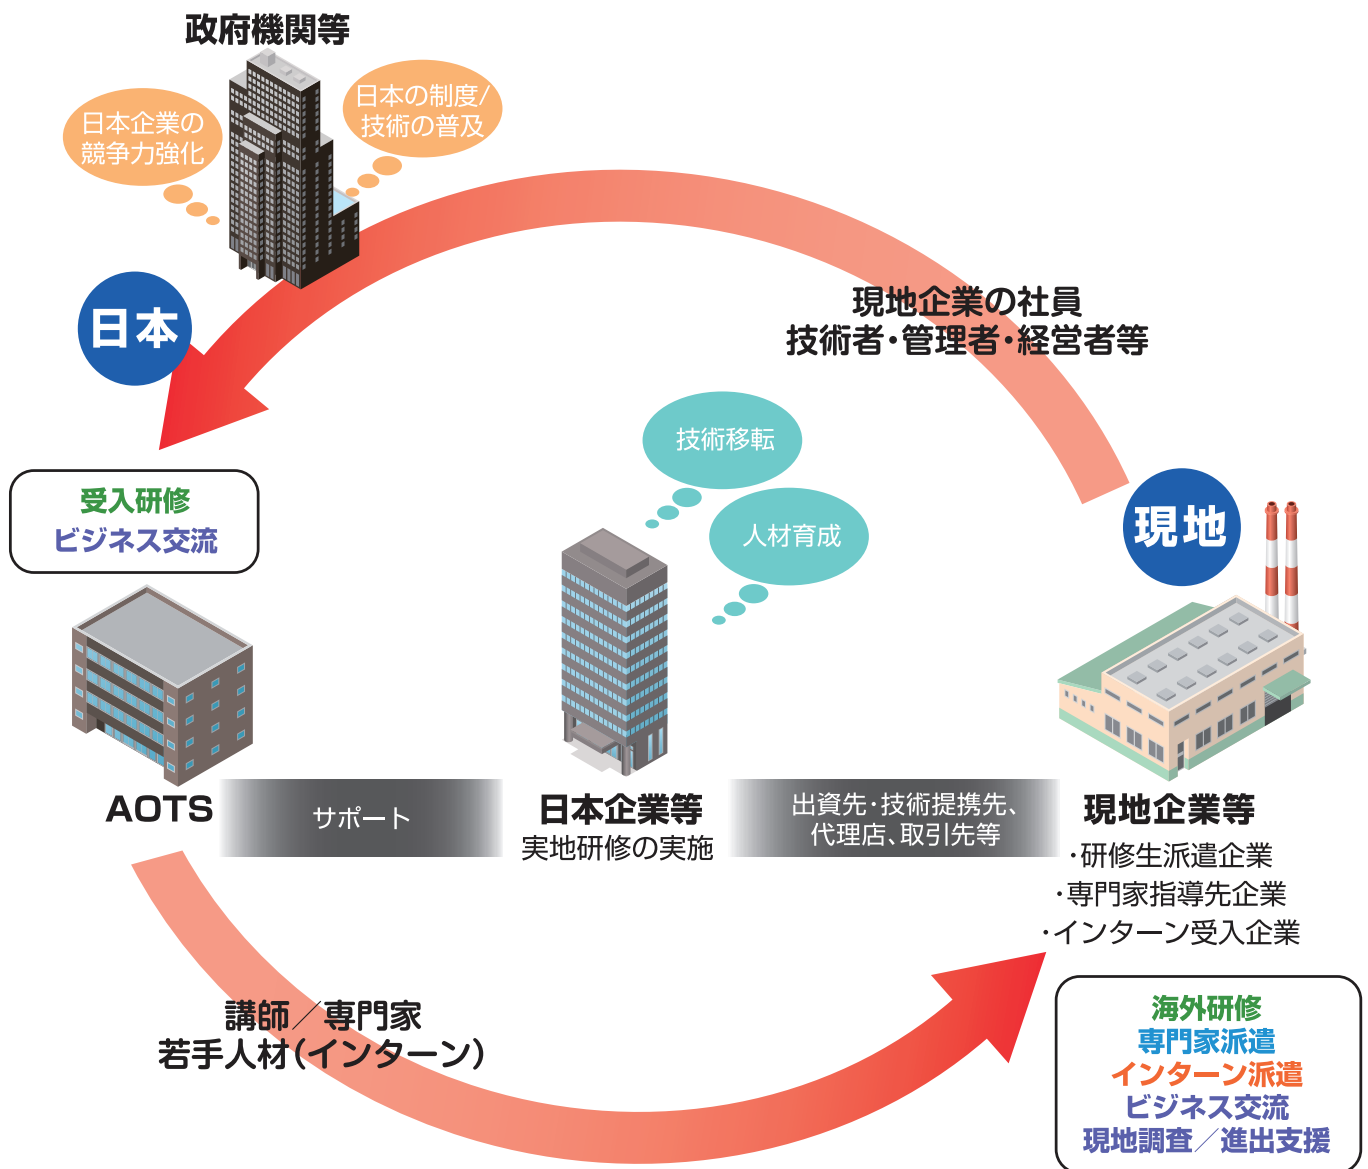 政府機関等
日本企業の
競争力強化
日本の制度/
技術の普及
日本
現地企業の社員
技術者・管理者・経営者等
受入研修
ビジネス交流
技術移転
人材育成
現地
AOTS
サポート
日本企業等
実地研修の実施
出資先・技術提携先、
代理店、取引先等
現地企業等
・研修生派遣企業
・専門家指導先企業
・インターン受入企業
講師／専門家
若手人材（インターン）
海外研修
専門家派遣
インターン派遣
ビジネス交流
現地調査／進出支援